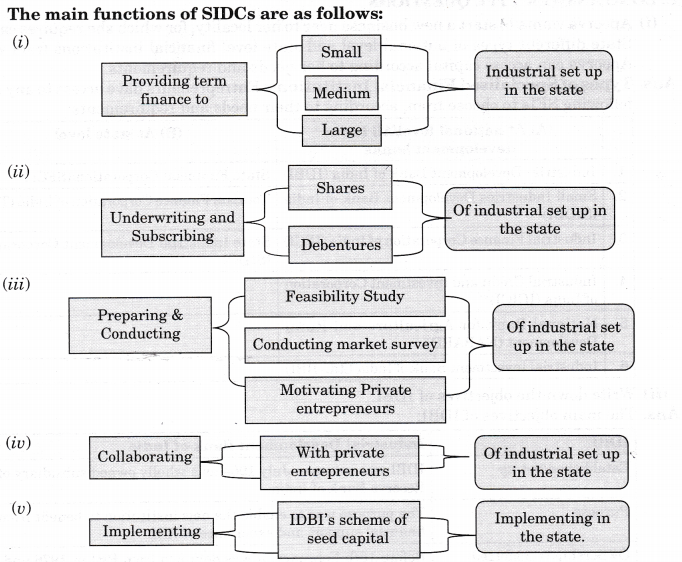 The main functions of SIDCs are as follows:
(i)
Providing term
finance to
Small
Medium
Large
Industrial set up
in the state
(ii)
Underwriting and
Subscribing
Shares
Debentures
Of industrial set up in
the state
(iii)
Preparing &
Conducting
Feasibility Study
Conducting market survey
Motivating Private
entrepreneurs
Of industrial set
up in the state
(iv)
Collaborating
With private
entrepreneurs
Of industrial set up
in the state
(v)
Implementing
IDBI's scheme of
seed capital
Implementing in
the state.